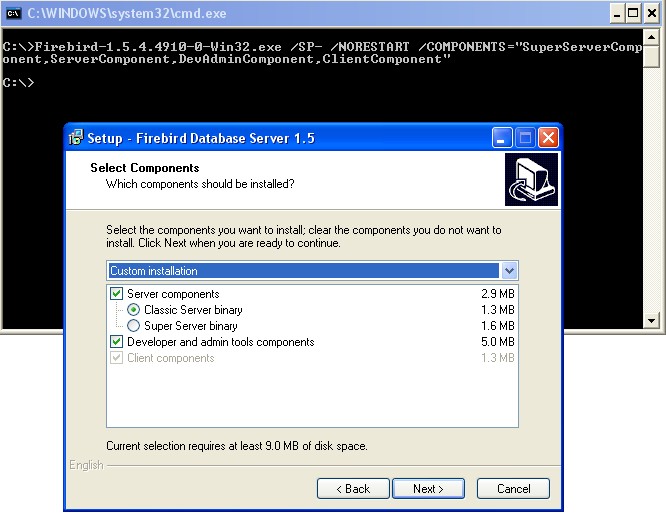 C:\WINDOWS\system32\cmd.exe
C:\>Firebird-1.5.4.4910-0-Win32.exe /SP- /NORESTART /COMPONENTS="SuperServerComp
onent,ServerComponent,DevAdminComponent,ClientComponent"
C:\>
Setup - Firebird Database Server 1.5
Select Components
Which components should be installed?
Select the components you want to install; clear the components you do not want to
install. Click Next when you are ready to continue.
Custom installation
Server components 2.9 MB
Classic Server binary 1.3 MB
Super Server binary 1.6 MB
Developer and admin tools components 5.0 MB
Client components 1.3 MB
Current selection requires at least 9.0 MB of disk space.
English
< Back Next > Cancel